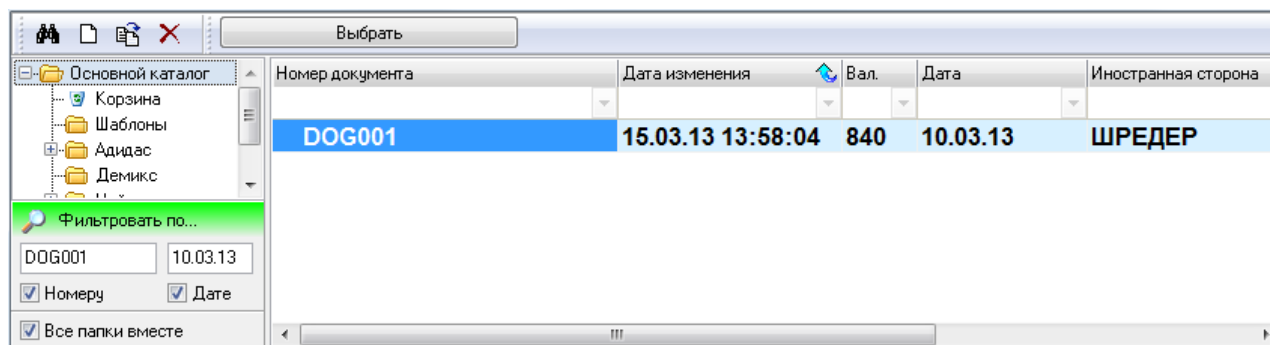 Выбрать
Основной каталог
Корзина
Шаблоны
Адидас
Демикс
Фильтровать по...
DOG001 10.03.13
Номеру Дате
Все папки вместе
Номер документа Дата изменения Вал. Дата Иностранная сторона
DOG001 15.03.13 13:58:04 840 10.03.13 ШРЕДЕР